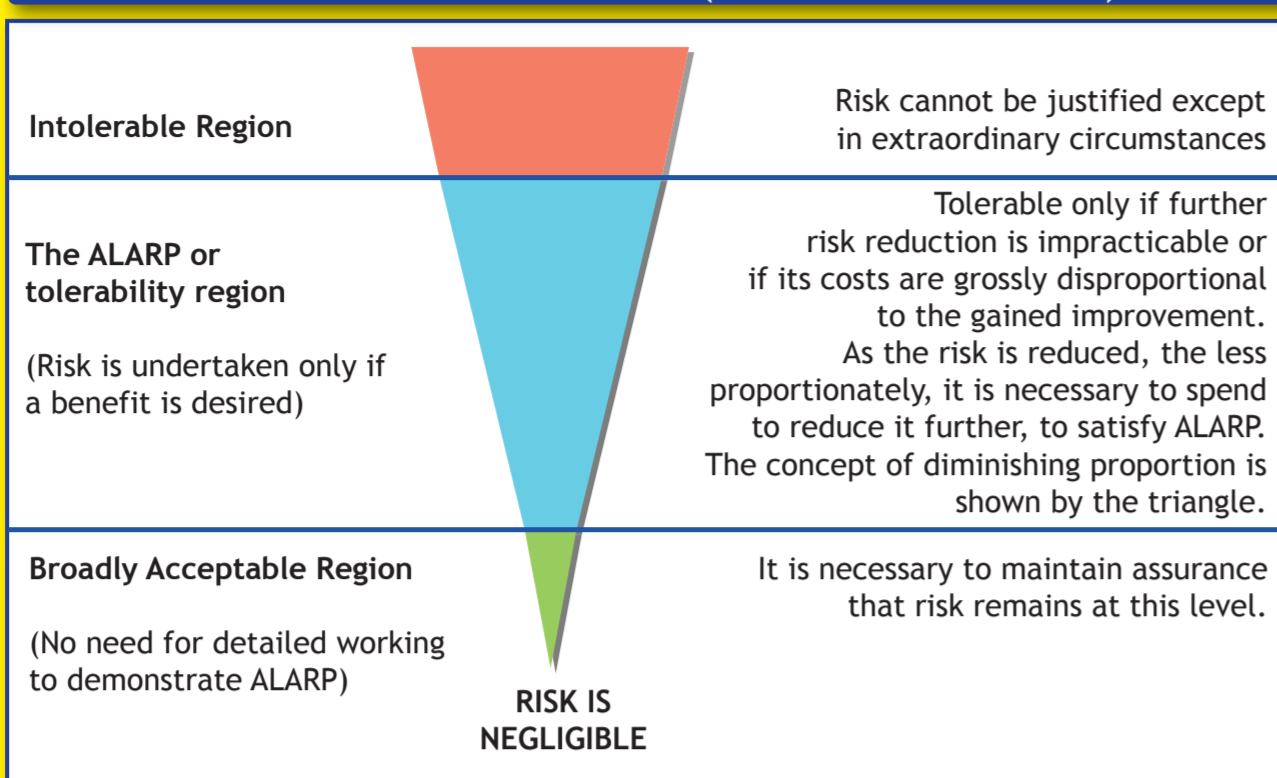 Intolerable Region
Risk cannot be justified except
in extraordinary circumstances
The ALARP or
tolerability region
(Risk is undertaken only if
a benefit is desired)
Tolerable only if further
risk reduction is impracticable or
if its costs are grossly disproportional
to the gained improvement.
As the risk is reduced, the less
proportionately, it is necessary to spend
to reduce it further, to satisfy ALARP.
The concept of diminishing proportion is
shown by the triangle.
Broadly Acceptable Region
(No need for detailed working
to demonstrate ALARP)
It is necessary to maintain assurance
that risk remains at this level.
RISK IS
NEGLIGIBLE